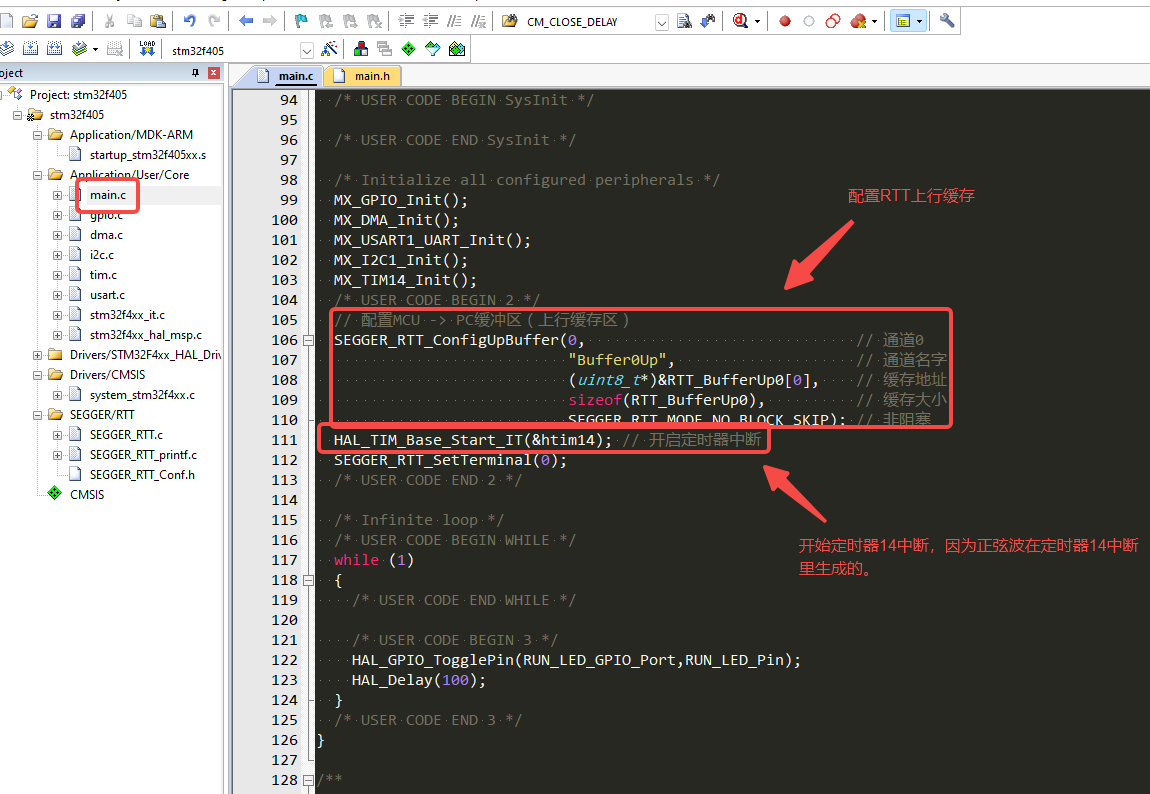 CM_CLOSE_DELAY
LOAD
stm32f405
oject
Project: stm32f405
stm32f405
Application/MDK-ARM
startup_stm32f405xx.s
Application/User/Core
main.c
gpio.c
dma.c
i2c.c
tim.c
usart.c
stm32f4xx_it.c
stm32f4xx_hal_msp.c
Drivers/STM32F4xx_HAL_Driv
Drivers/CMSIS
system_stm32f4xx.c
SEGGER/RTT
SEGGER_RTT.c
SEGGER_RTT_printf.c
SEGGER_RTT_Conf.h
CMSIS
main.c
main.h
94 /* USER CODE BEGIN SysInit */
95
96 /* USER CODE END SysInit */
97
98 /* Initialize all configured peripherals */
99 MX_GPIO_Init();
100 MX_DMA_Init();
101 MX_USART1_UART_Init();
102 MX_I2C1_Init();
103 MX_TIM14_Init();
104 /* USER CODE BEGIN 2 */
105 // 配置MCU -> PC缓冲区(上行缓存区)
106 SEGGER_RTT_ConfigUpBuffer(0, // 通道0
107 "Buffer0Up", // 通道名字
108 (uint8_t*)&RTT_BufferUp0[0], // 缓存地址
109 sizeof(RTT_BufferUp0), // 缓存大小
110 SEGGER_RTT_MODE_NO_BLOCK_SKIP); // 非阻塞
111 HAL_TIM_Base_Start_IT(&htim14); // 开启定时器中断
112 SEGGER_RTT_SetTerminal(0);
113 /* USER CODE END 2 */
114
115 /* Infinite loop */
116 /* USER CODE BEGIN WHILE */
117 while (1)
118 {
119 /* USER CODE END WHILE */
120
121 /* USER CODE BEGIN 3 */
122 HAL_GPIO_TogglePin(RUN_LED_GPIO_Port,RUN_LED_Pin);
123 HAL_Delay(100);
124 }
125 /* USER CODE END 3 */
126 }
127
128 /**
配置RTT上行缓存
开始定时器14中断，因为正弦波在定时器14中断
里生成的。